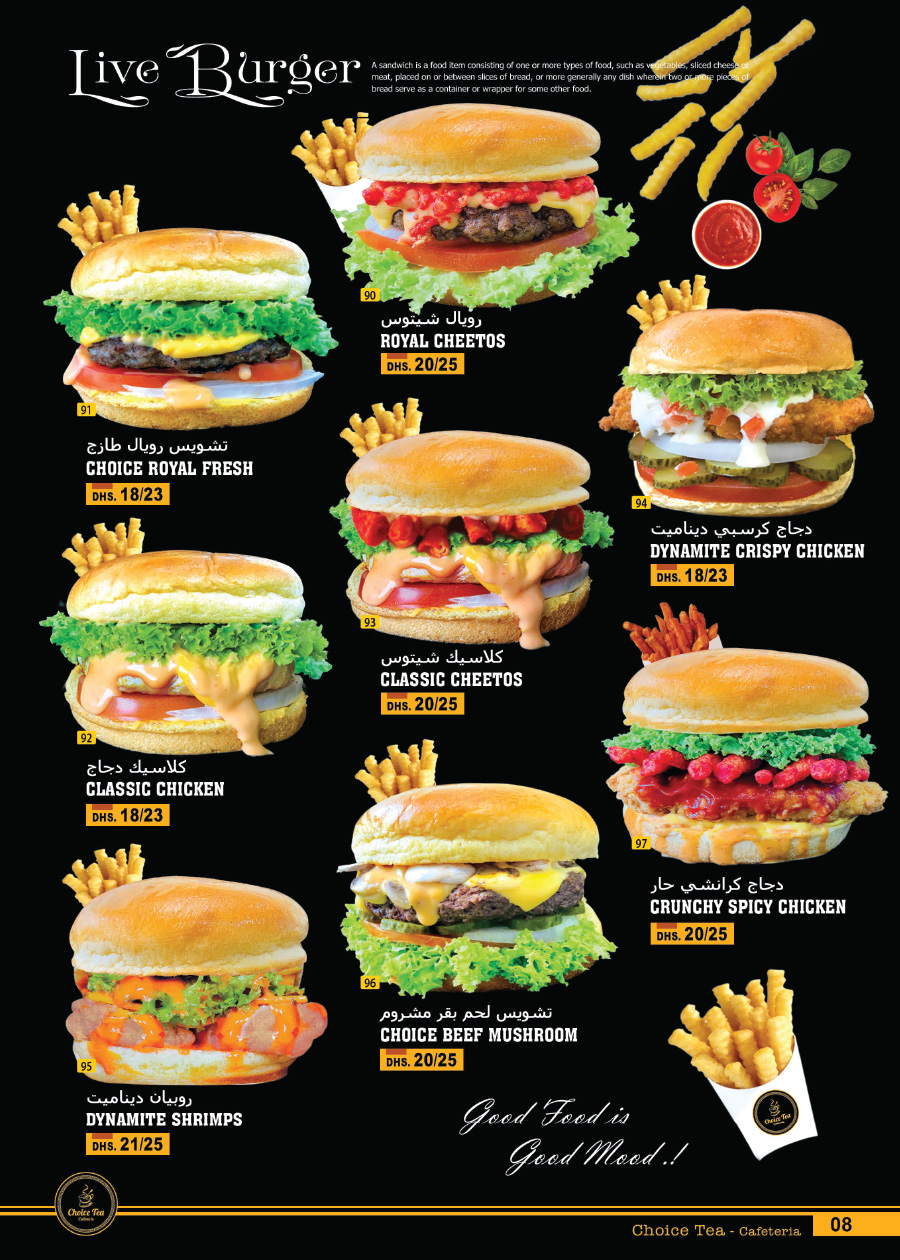 Live Burger
A sandwich is a food item consisting of one or more types of food, such as vegetables, sliced cheese or
meat, placed on or between slices of bread, or more generally any dish wherein two or more pieces of
bread serve as a container or wrapper for some other food.
90
رويال شيتوس
ROYAL CHEETOS
DHS. 20/25
91
تشويس رويال طازج
CHOICE ROYAL FRESH
DHS. 18/23
94
دجاج كرسبي ديناميت
DYNAMITE CRISPY CHICKEN
DHS. 18/23
93
كلاسيك شيتوس
CLASSIC CHEETOS
DHS. 20/25
92
كلاسيك دجاج
CLASSIC CHICKEN
DHS. 18/23
97
دجاج كرانشي حار
CRUNCHY SPICY CHICKEN
DHS. 20/25
96
تشويس لحم بقر مشروم
CHOICE BEEF MUSHROOM
DHS. 20/25
95
روبيان ديناميت
DYNAMITE SHRIMPS
DHS. 21/25
Good Food is
Good Mood .!
Choice Tea
Choice Tea
Cafeteria
Choice Tea - Cafeteria
08